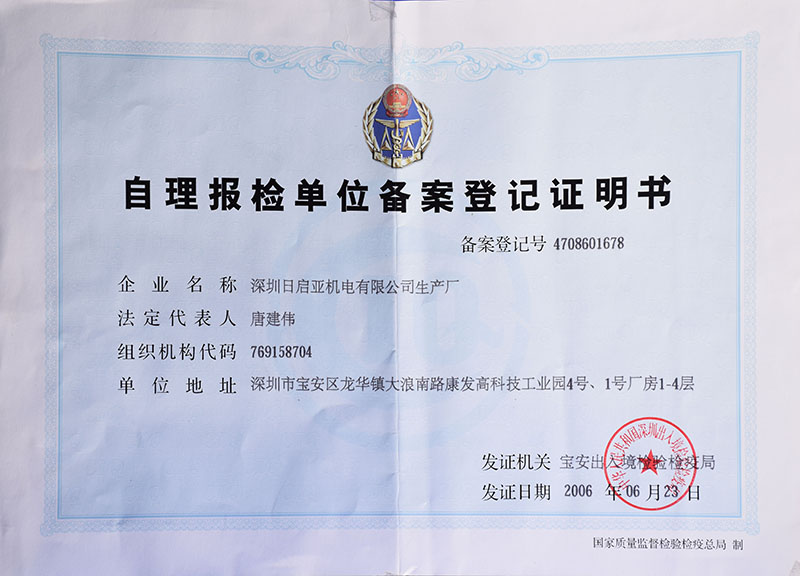 自理报检单位备案登记证明书
备案登记号 4708601678
企业名称 深圳日启亚机电有限公司生产厂
法定代表人 唐建伟
组织机构代码 769158704
单位地址 深圳市宝安区龙华镇大浪南路康发高科技工业园4号、1号厂房1-4层
发证机关 宝安出入境检验检疫局
发证日期 2006 年 06 月 23 日
国家质量监督检验检疫总局 制